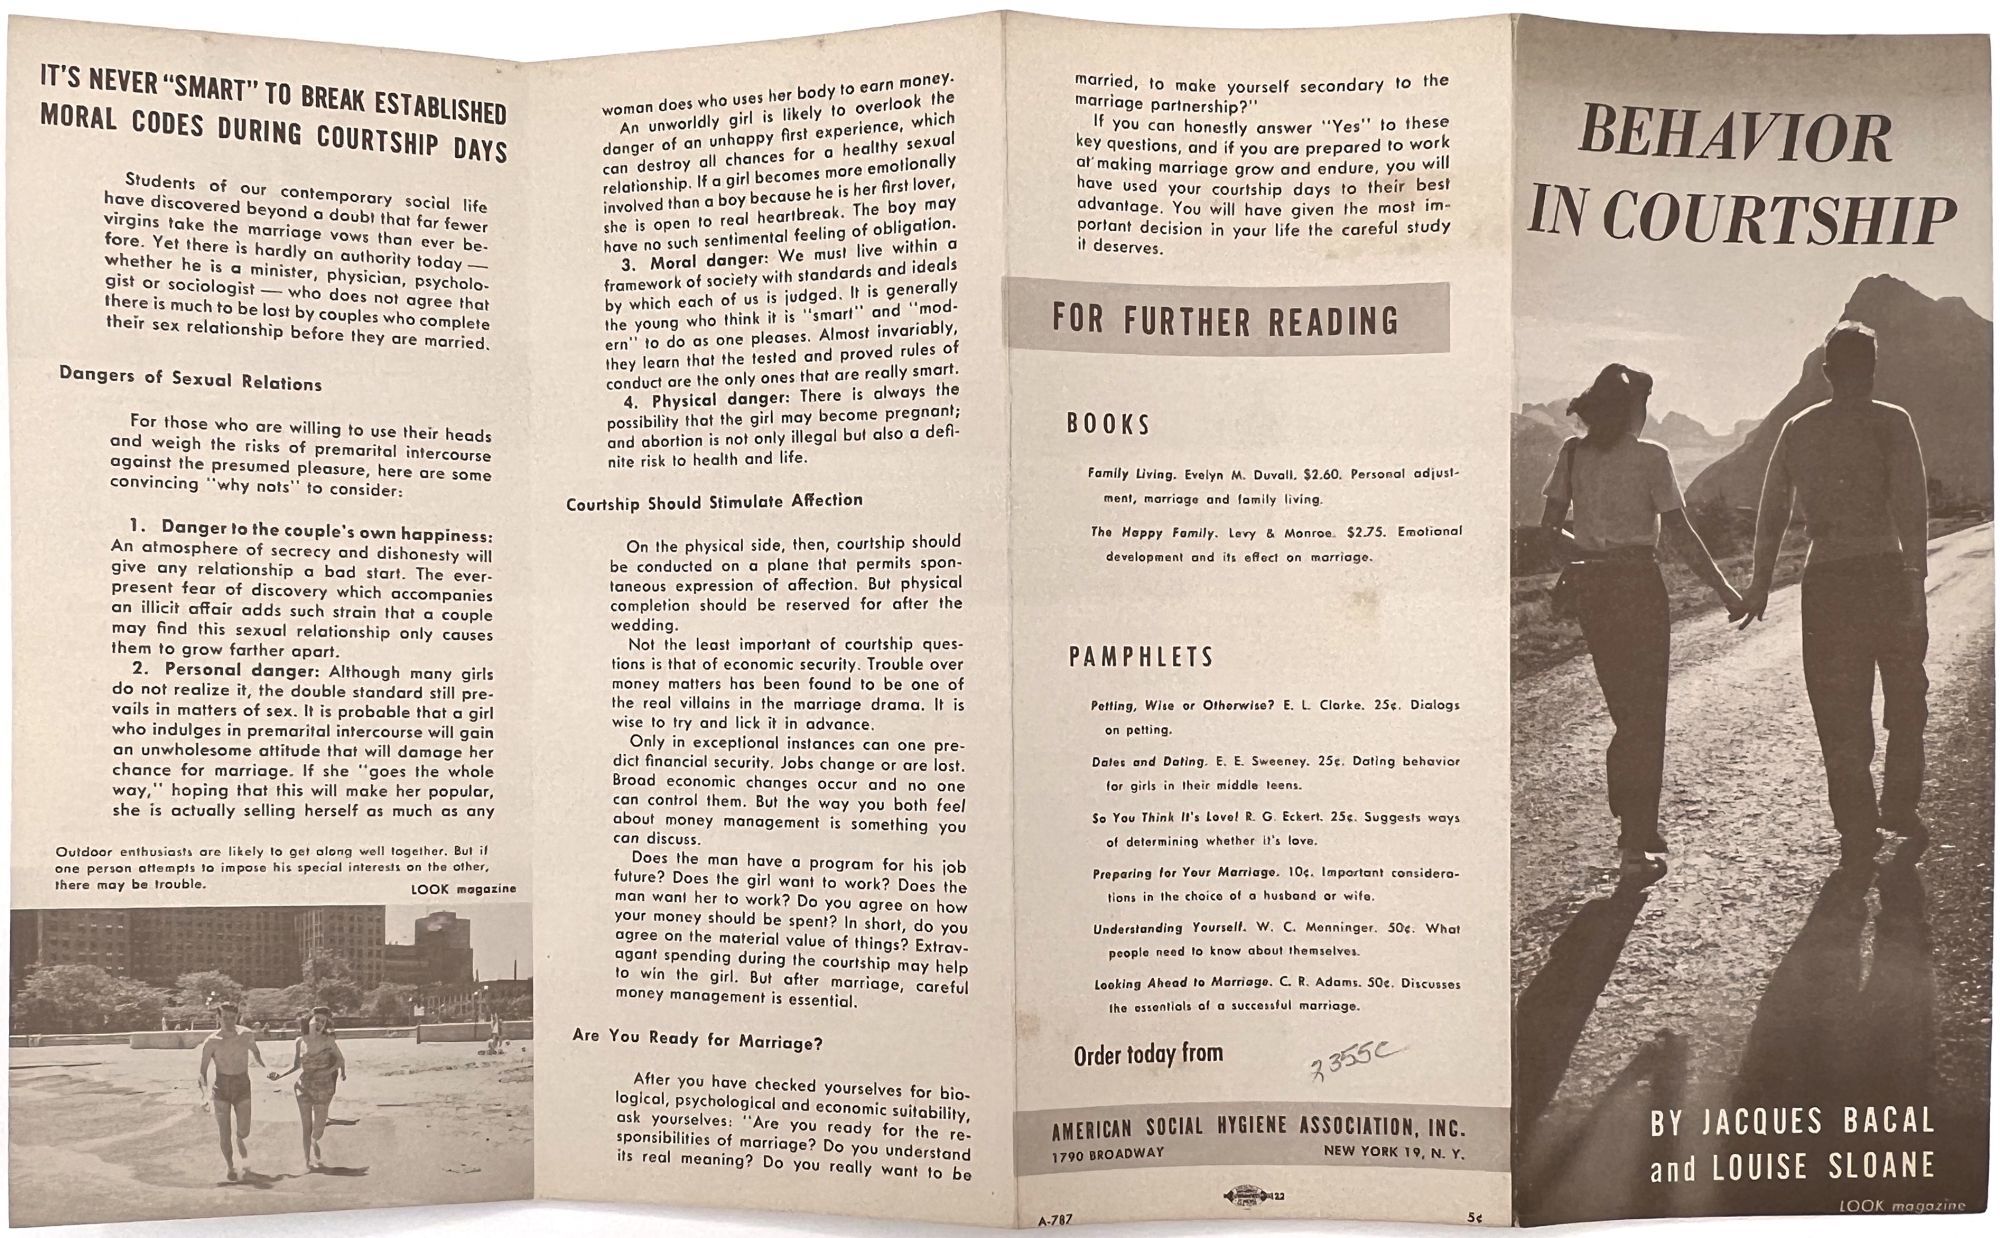 IT'S NEVER "SMART" TO BREAK ESTABLISHED
MORAL CODES DURING COURTSHIP DAYS
Students of our contemporary social life
have discovered beyond a doubt that far fewer
virgins take the marriage vows than ever be-
fore. Yet there is hardly an authority today —
whether he is a minister, physician, psycholo-
gist or sociologist — who does not agree that
there is much to be lost by couples who complete
their sex relationship before they are married.
Dangers of Sexual Relations
For those who are willing to use their heads
and weigh the risks of premarital intercourse
against the presumed pleasure, here are some
convincing "why nots" to consider:
1. Danger to the couple's own happiness:
An atmosphere of secrecy and dishonesty will
give any relationship a bad start. The ever-
present fear of discovery which accompanies
an illicit affair adds such strain that a couple
may find this sexual relationship only causes
them to grow farther apart.
2. Personal danger: Although many girls
do not realize it, the double standard still pre-
vails in matters of sex. It is probable that a girl
who indulges in premarital intercourse will gain
an unwholesome attitude that will damage her
chance for marriage. If she "goes the whole
way," hoping that this will make her popular,
she is actually selling herself as much as any
Outdoor enthusiasts are likely to get along well together. But if
one person attempts to impose his special interests on the other,
there may be trouble.
LOOK magazine
woman does who uses her body to earn money.
An unworldly girl is likely to overlook the
danger of an unhappy first experience, which
can destroy all chances for a healthy sexual
relationship. If a girl becomes more emotionally
involved than a boy because he is her first lover,
she is open to real heartbreak. The boy may
have no such sentimental feeling of obligation.
3. Moral danger: We must live within a
framework of society with standards and ideals
by which each of us is judged. It is generally
the young who think it is "smart" and "mod-
ern" to do as one pleases. Almost invariably,
they learn that the tested and proved rules of
conduct are the only ones that are really smart.
4. Physical danger: There is always the
possibility that the girl may become pregnant;
and abortion is not only illegal but also a defi-
nite risk to health and life.
Courtship Should Stimulate Affection
On the physical side, then, courtship should
be conducted on a plane that permits spon-
taneous expression of affection. But physical
completion should be reserved for after the
wedding.
Not the least important of courtship ques-
tions is that of economic security. Trouble over
money matters has been found to be one of
the real villains in the marriage drama. It is
wise to try and lick it in advance.
Only in exceptional instances can one pre-
dict financial security. Jobs change or are lost.
Broad economic changes occur and no one
can control them. But the way you both feel
about money management is something you
can discuss.
Does the man have a program for his job
future? Does the girl want to work? Does the
man want her to work? Do you agree on how
your money should be spent? In short, do you
agree on the material value of things? Extrav-
agant spending during the courtship may help
to win the girl. But after marriage, careful
money management is essential.
Are You Ready for Marriage?
After you have checked yourselves for bio-
logical, psychological and economic suitability,
ask yourselves: "Are you ready for the re-
sponsibilities of marriage? Do you understand
its real meaning? Do you really want to be
married, to make yourself secondary to the
marriage partnership?"
If you can honestly answer "Yes" to these
key questions, and if you are prepared to work
at making marriage grow and endure, you will
have used your courtship days to their best
advantage. You will have given the most im-
portant decision in your life the careful study
it deserves.
FOR FURTHER READING
BOOKS
Family Living. Evelyn M. Duvall. $2.60. Personal adjust-
ment, marriage and family living.
The Happy Family. Levy & Monroe. $2.75. Emotional
development and its effect on marriage.
PAMPHLETS
Petting, Wise or Otherwise? E. L. Clarke. 25¢. Dialogs
on petting.
Dates and Dating. E. E. Sweeney. 25¢. Dating behavior
for girls in their middle teens.
So You Think It's Love! R. G. Eckert. 25¢. Suggests ways
of determining whether it's love.
Preparing for Your Marriage. 10¢. Important considera-
tions in the choice of a husband or wife.
Understanding Yourself. W. C. Menninger. 50¢. What
people need to know about themselves.
Looking Ahead to Marriage. C. R. Adams. 50¢. Discusses
the essentials of a successful marriage.
Order today from
2355c
AMERICAN SOCIAL HYGIENE ASSOCIATION, INC.
1790 BROADWAY NEW YORK 19, N. Y.
22
A-787 5¢
BEHAVIOR
IN COURTSHIP
BY JACQUES BACAL
and LOUISE SLOANE
LOOK magazine